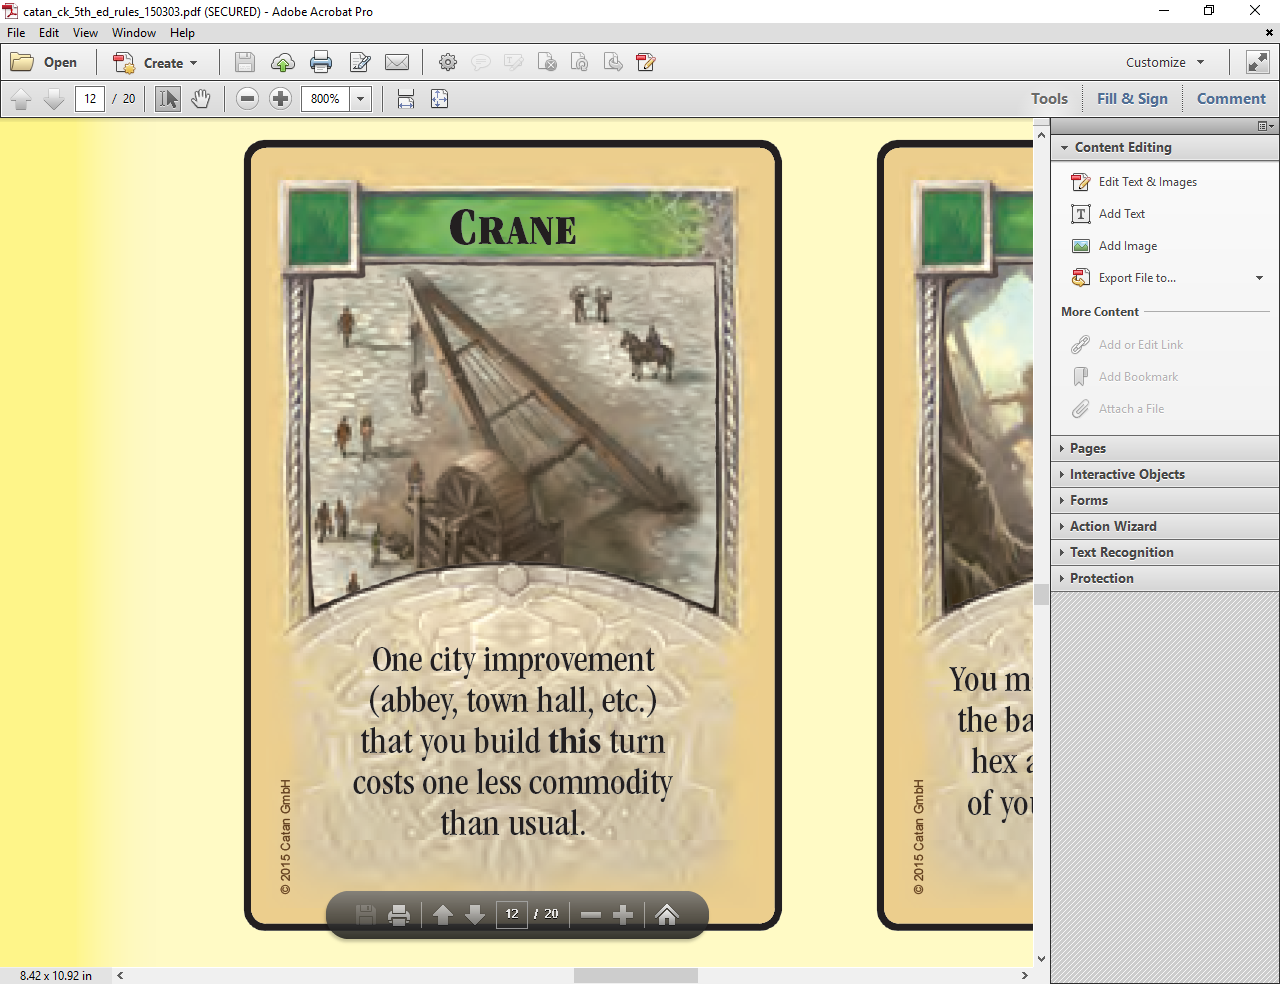 catan_ck_5th_ed_rules_150303.pdf (SECURED) - Adobe Acrobat Pro
File Edit View Window Help
Open Create Customize
12 / 20 800% Tools Fill & Sign Comment
Content Editing
Edit Text & Images
Add Text
Add Image
Export File to...
More Content
Add or Edit Link
Add Bookmark
Attach a File
Pages
Interactive Objects
Forms
Action Wizard
Text Recognition
Protection
CRANE
One city improvement
(abbey, town hall, etc.)
that you build this turn
costs one less commodity
than usual.
© 2015 Catan GmbH
You m
the ba
hex a
of you
© 2015 Catan GmbH
12 / 20
8.42 x 10.92 in